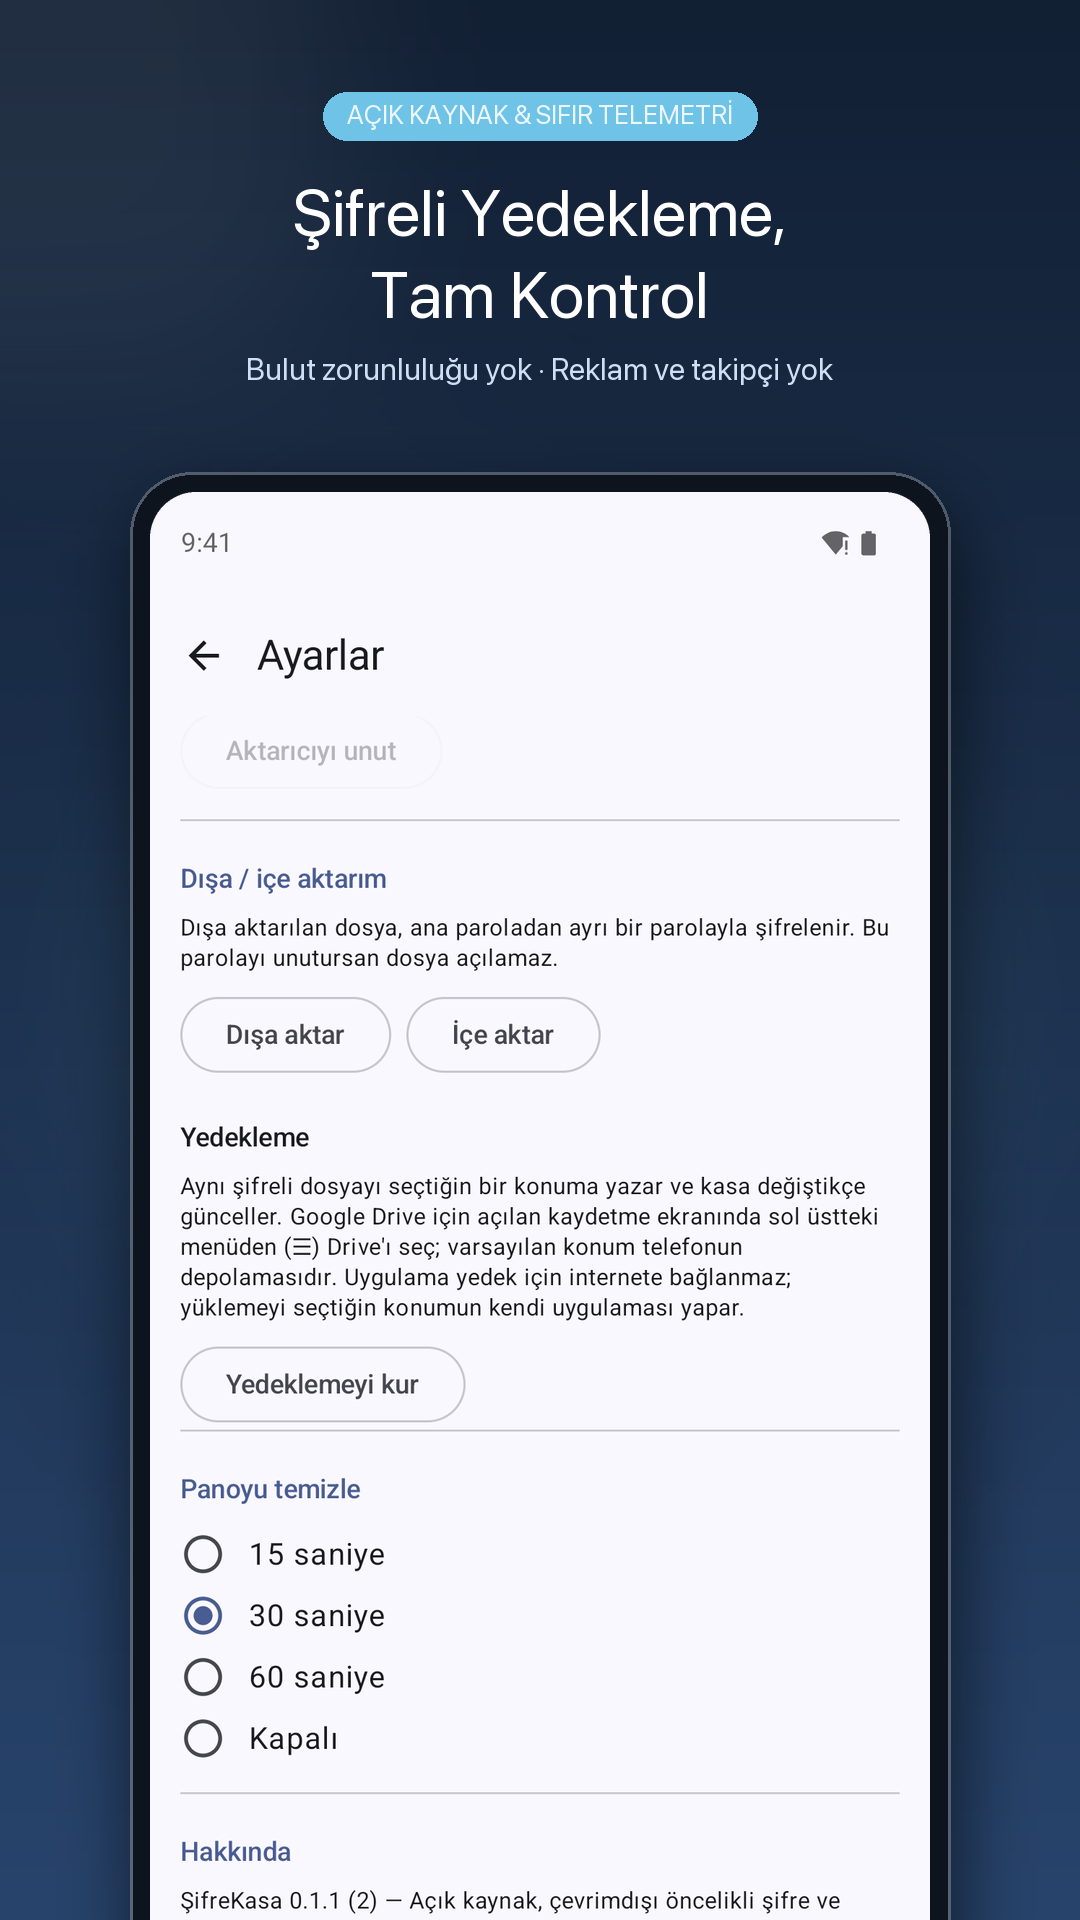 AÇIK KAYNAK & SIFIR TELEMETRİ
Şifreli Yedekleme,
Tam Kontrol
Bulut zorunluluğu yok · Reklam ve takipçi yok
9:41
Ayarlar
Aktarıcıyı unut
Dışa / içe aktarım
Dışa aktarılan dosya, ana paroladan ayrı bir parolayla şifrelenir. Bu
parolayı unutursan dosya açılamaz.
Dışa aktar
İçe aktar
Yedekleme
Aynı şifreli dosyayı seçtiğin bir konuma yazar ve kasa değiştikçe
günceller. Google Drive için açılan kaydetme ekranında sol üstteki
menüden (☰) Drive'ı seç; varsayılan konum telefonun
depolamasıdır. Uygulama yedek için internete bağlanmaz;
yüklemeyi seçtiğin konumun kendi uygulaması yapar.
Yedeklemeyi kur
Panoyu temizle
15 saniye
30 saniye
60 saniye
Kapalı
Hakkında
ŞifreKasa 0.1.1 (2) — Açık kaynak, çevrimdışı öncelikli şifre ve